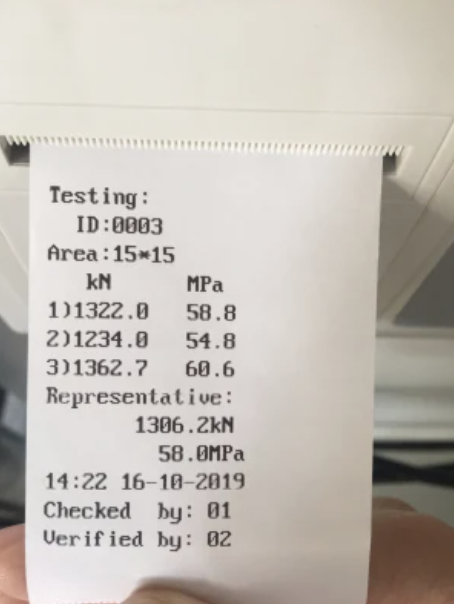 Testing:
ID:0003
Area:15*15
kN MPa
1)1322.0 58.8
2)1234.0 54.8
3)1362.7 60.6
Representative:
1306.2kN
58.0MPa
14:22 16-10-2019
Checked by: 01
Verified by: 02